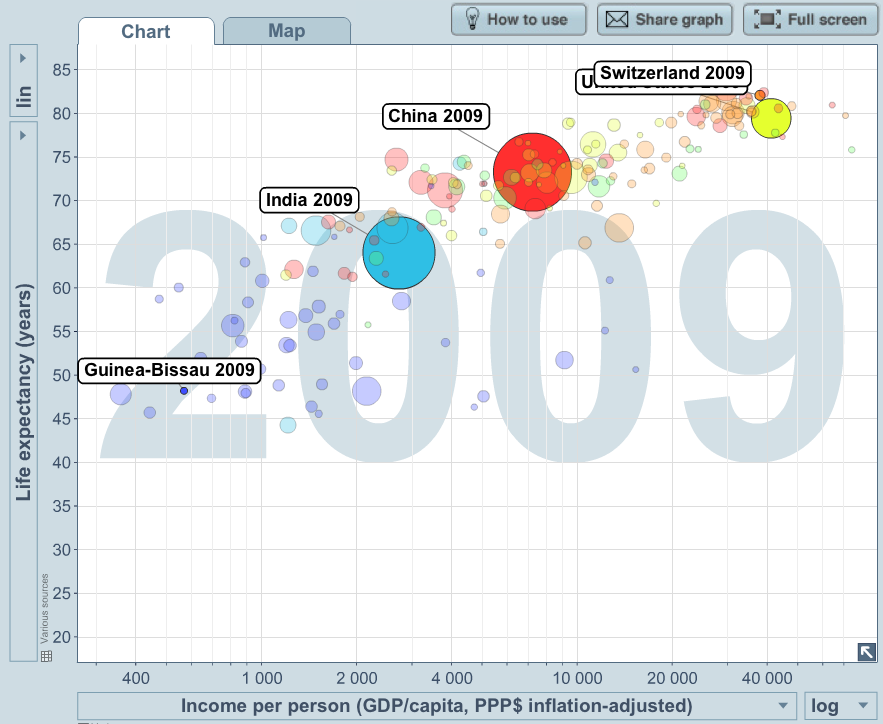 Chart
Map
How to use
Share graph
Full screen
lin
Life expectancy (years)
Various sources
85
80
75
70
65
60
55
50
45
40
35
30
25
20
2009
Switzerland 2009
China 2009
India 2009
Guinea-Bissau 2009
400
1 000
2 000
4 000
10 000
20 000
40 000
Income per person (GDP/capita, PPP$ inflation-adjusted)
log